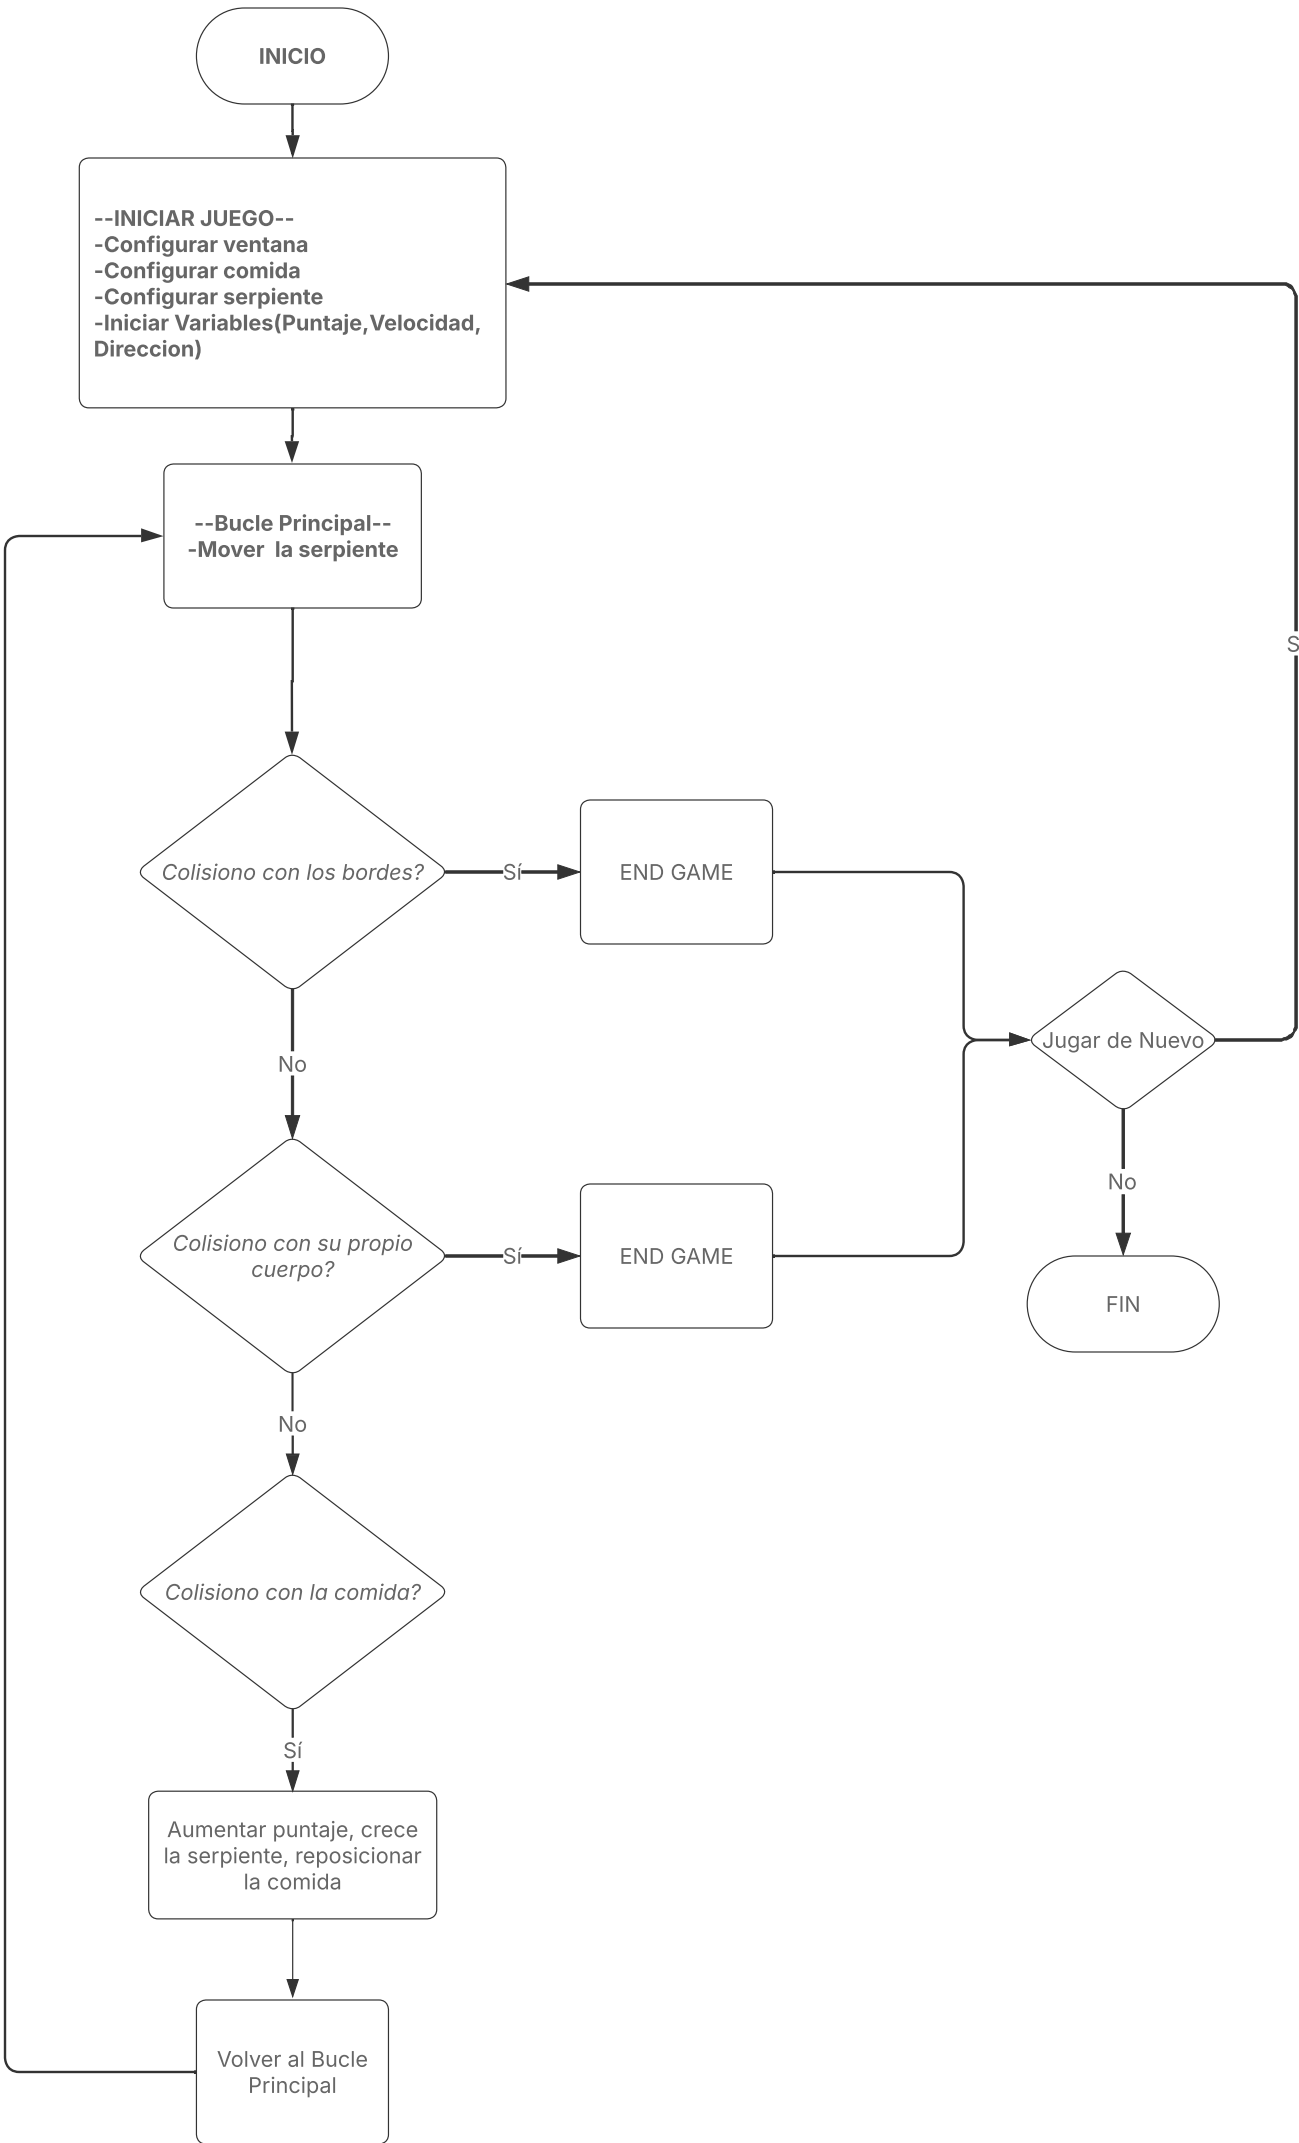 INICIO
--INICIAR JUEGO--
-Configurar ventana
-Configurar comida
-Configurar serpiente
-Iniciar Variables(Puntaje,Velocidad,
Direccion)
--Bucle Principal--
-Mover la serpiente
S
Colisiono con los bordes?
Sí
END GAME
No
Jugar de Nuevo
No
FIN
Colisiono con su propio
cuerpo?
Sí
END GAME
No
Colisiono con la comida?
Sí
Aumentar puntaje, crece
la serpiente, reposicionar
la comida
Volver al Bucle
Principal